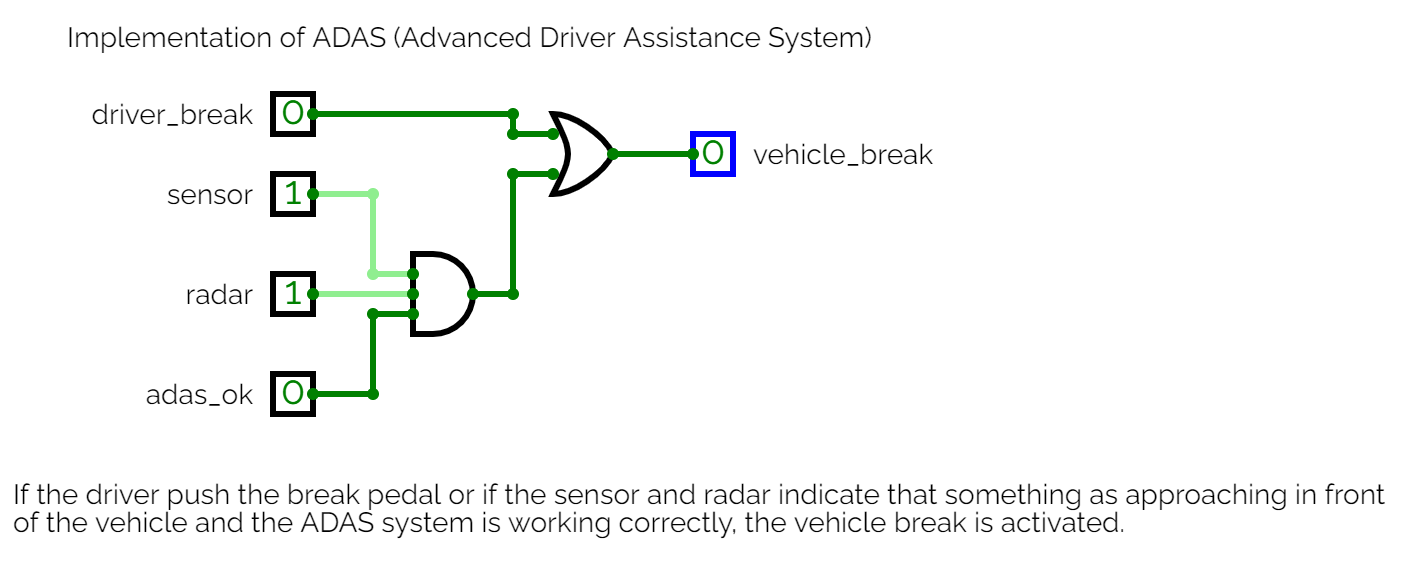 Implementation of ADAS (Advanced Driver Assistance System)
driver_break 0
0 vehicle_break
sensor 1
radar 1
adas_ok 0
If the driver push the break pedal or if the sensor and radar indicate that something as approaching in front
of the vehicle and the ADAS system is working correctly, the vehicle break is activated.